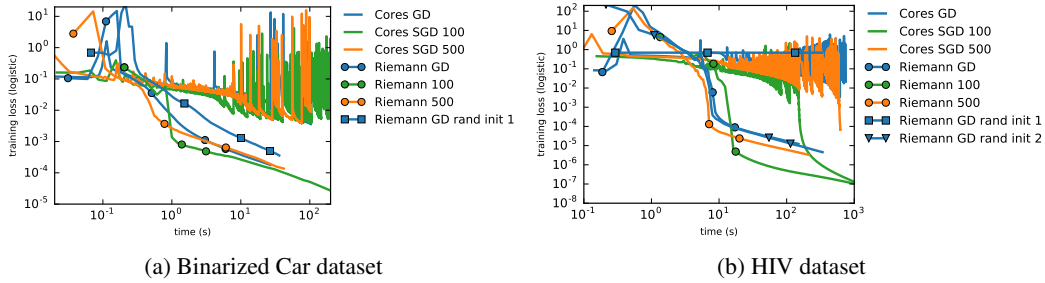 10^1
10^0
10^-1
10^-2
10^-3
10^-4
10^-5
training loss (logistic)
10^-1
10^0
10^1
10^2
time (s)
Cores GD
Cores SGD 100
Cores SGD 500
Riemann GD
Riemann 100
Riemann 500
Riemann GD rand init 1
(a) Binarized Car dataset
10^2
10^1
10^0
10^-1
10^-2
10^-3
10^-4
10^-5
10^-6
10^-7
10^-8
training loss (logistic)
10^-1
10^0
10^1
10^2
10^3
time (s)
Cores GD
Cores SGD 100
Cores SGD 500
Riemann GD
Riemann 100
Riemann 500
Riemann GD rand init 1
Riemann GD rand init 2
(b) HIV dataset